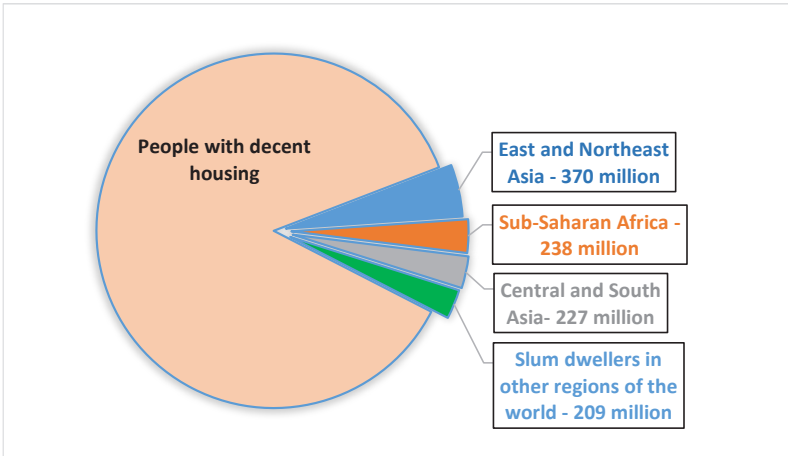 People with decent
housing
East and Northeast
Asia - 370 million
Sub-Saharan Africa -
238 million
Central and South
Asia- 227 million
Slum dwellers in
other regions of the
world - 209 million